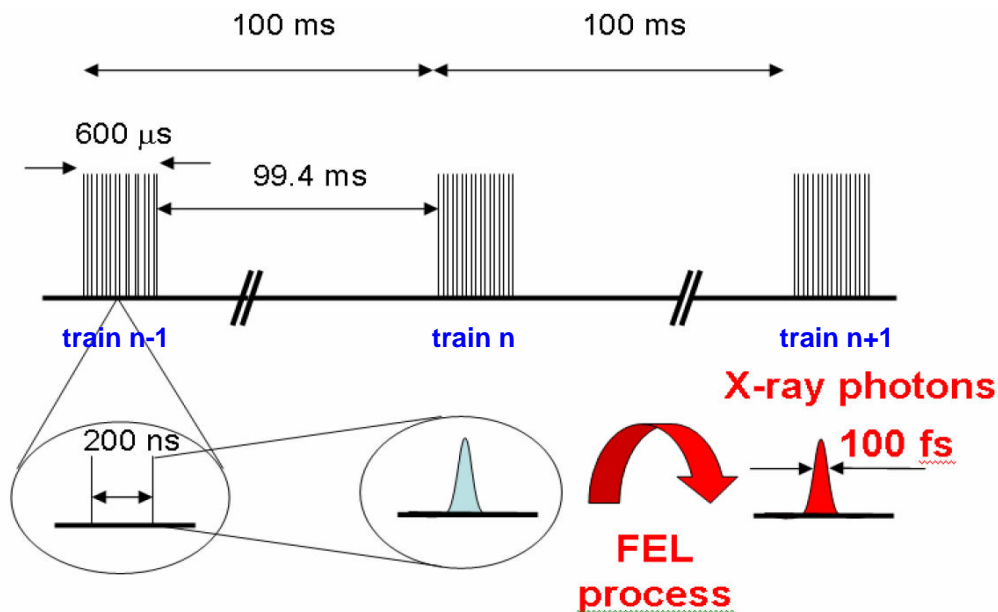 100 ms
100 ms
600 μs
99.4 ms
train n-1
train n
train n+1
X-ray photons
200 ns
100 fs
FEL
process